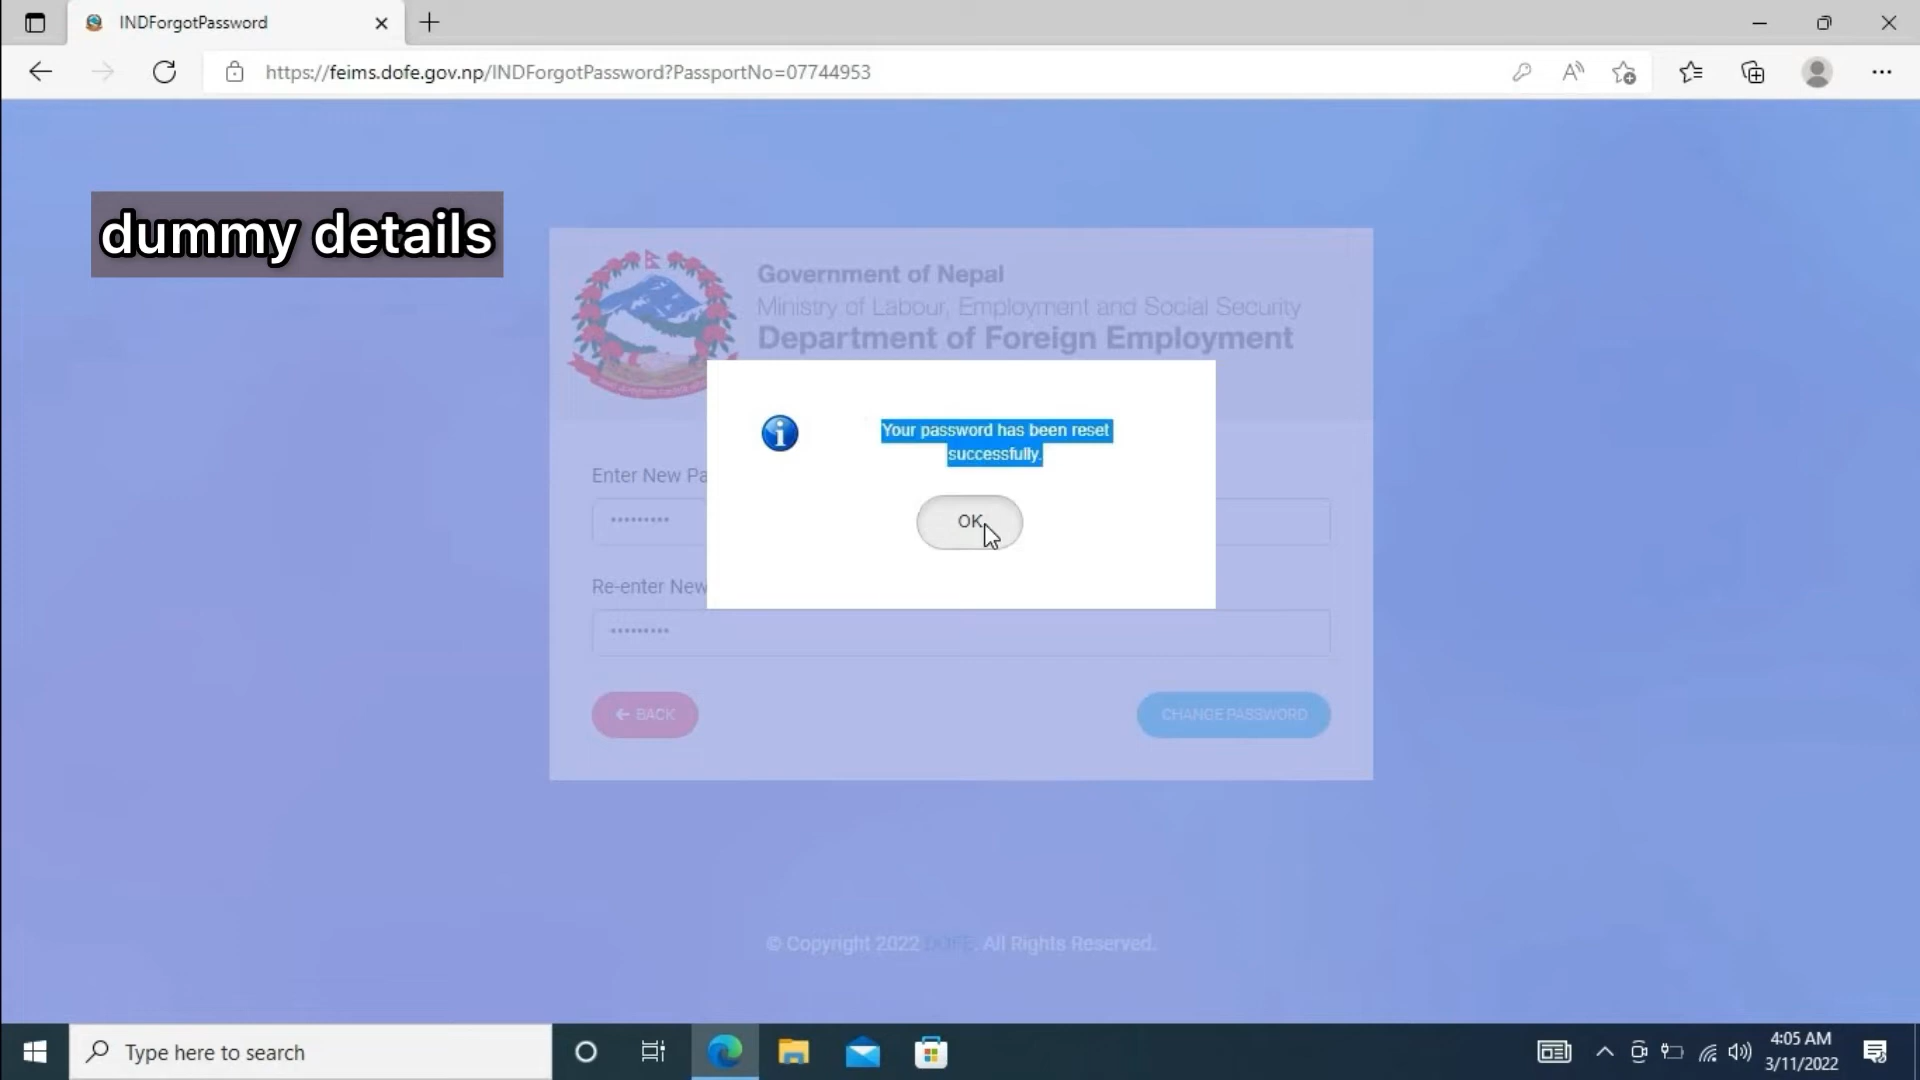 INDForgotPassword
https://feims.dofe.gov.np/INDForgotPassword?PassportNo=07744953
dummy details
Government of Nepal
Ministry of Labour, Employment and Social Security
Department of Foreign Employment
Your password has been reset
successfully.
Enter New Pa
OK
Re-enter New
← BACK
CHANGE PASSWORD
© Copyright 2022 DOFE. All Rights Reserved.
Type here to search
4:05 AM
3/11/2022